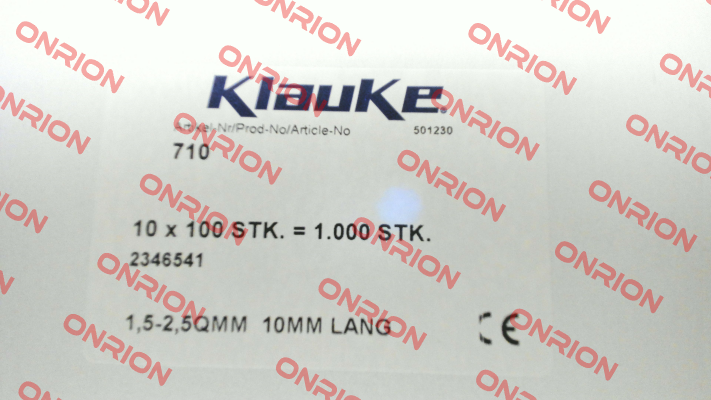 Klauke
Artikel-Nr/Prod-No/Article-No 501230
710
10 x 100 STK. = 1.000 STK.
2346541
1,5-2,5QMM 10MM LANG CE
ONRION